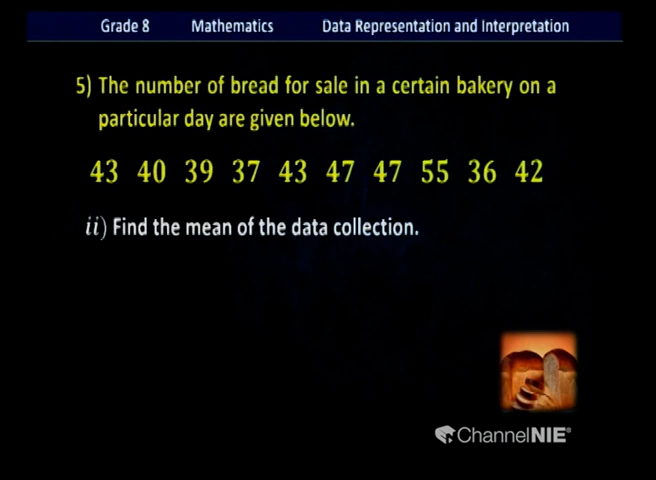 Grade 8 Mathematics Data Representation and Interpretation
5) The number of bread for sale in a certain bakery on a
particular day are given below.
43 40 39 37 43 47 47 55 36 42
ii) Find the mean of the data collection.
ChannelNIE